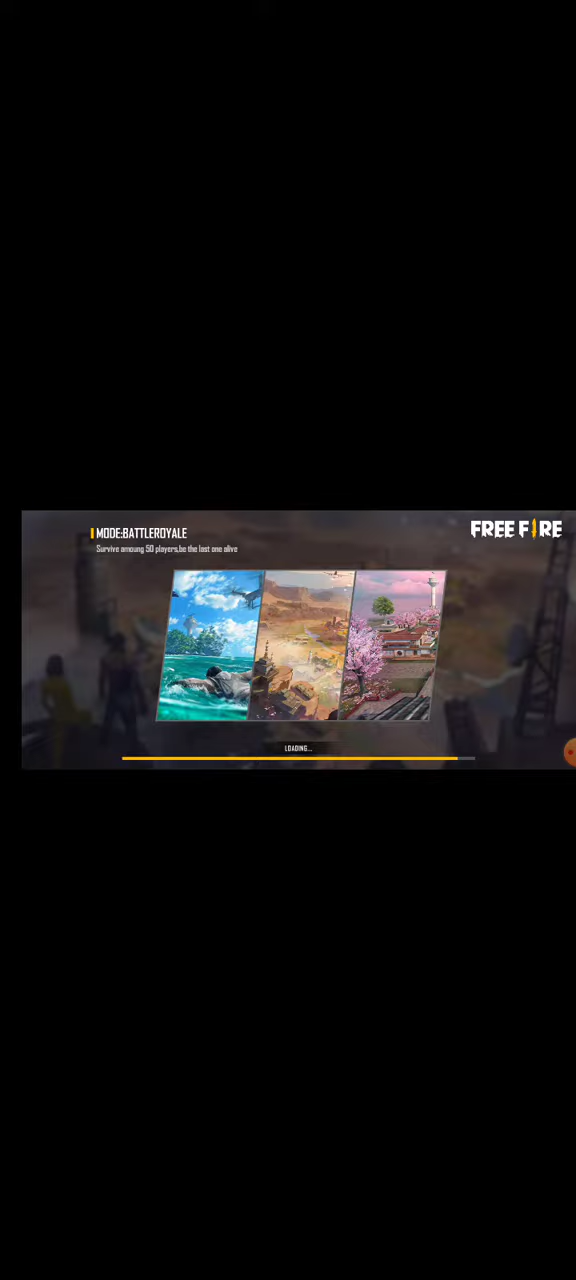 MODE:BATTLEROYALE
FREE FIRE
Survive amoung 50 players,be the last one alive
LOADING...